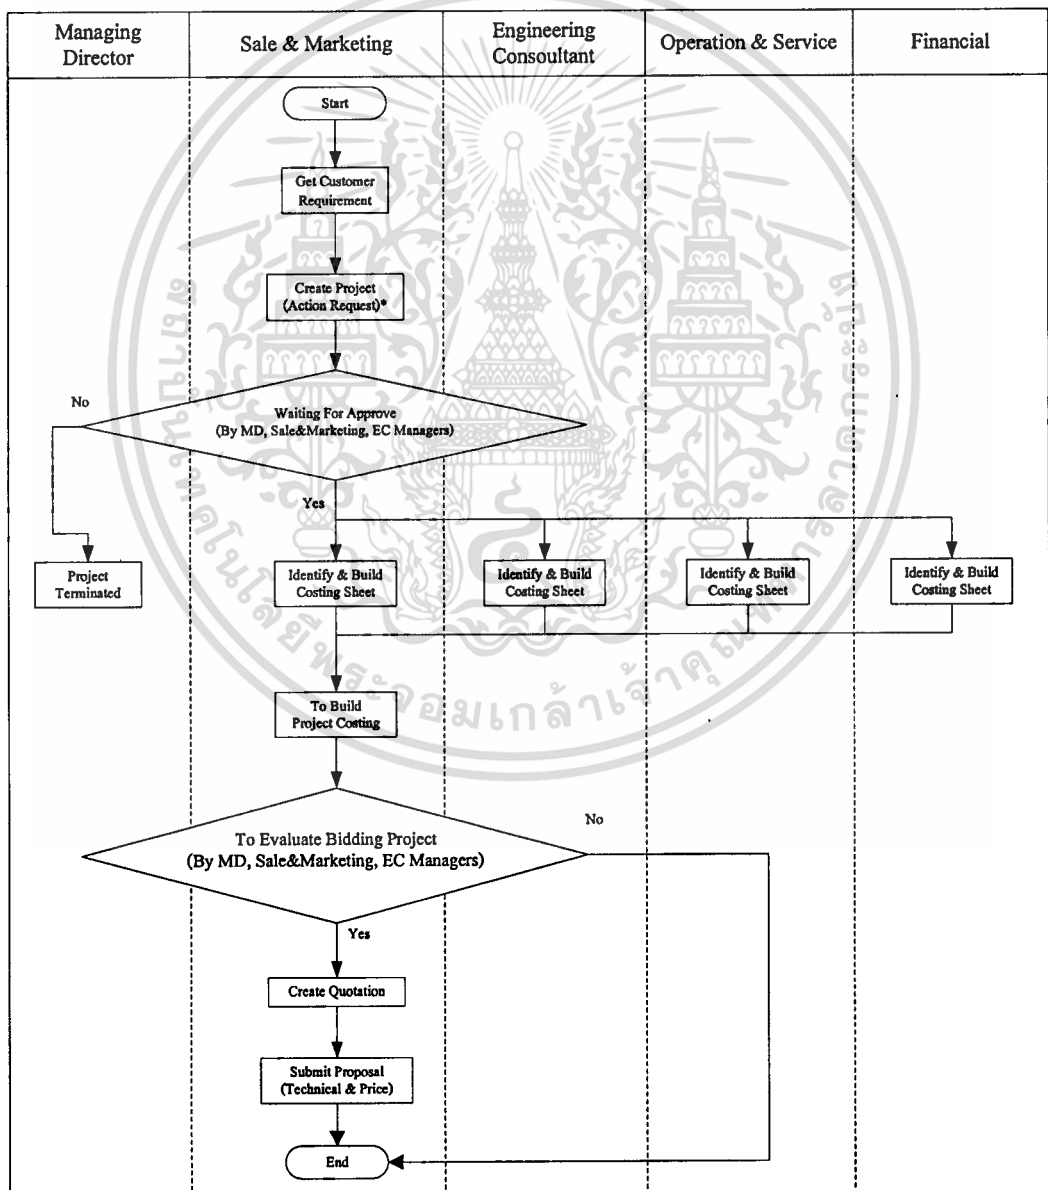 Managing
Director
Sale & Marketing
Engineering
Consoultant
Operation & Service
Financial
Start
Get Customer
Requirement
Create Project
(Action Request)*
No
Waiting For Approve
(By MD, Sale&Marketing, EC Managers)
Yes
Project
Terminated
Identify & Build
Costing Sheet
Identify & Build
Costing Sheet
Identify & Build
Costing Sheet
Identify & Build
Costing Sheet
To Build
Project Costing
No
To Evaluate Bidding Project
(By MD, Sale&Marketing, EC Managers)
Yes
Create Quotation
Submit Proposal
(Technical & Price)
End